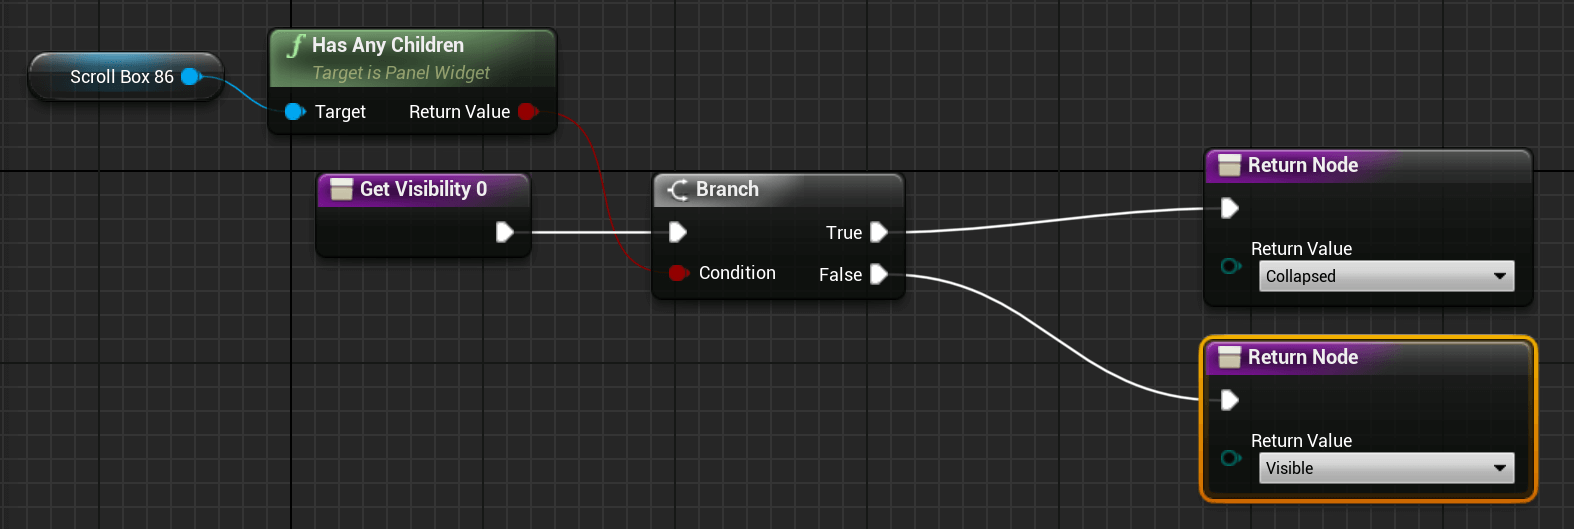 Scroll Box 86
Has Any Children
Target is Panel Widget
Target
Return Value
Get Visibility 0
Branch
True
Condition
False
Return Node
Return Value
Collapsed
Return Node
Return Value
Visible